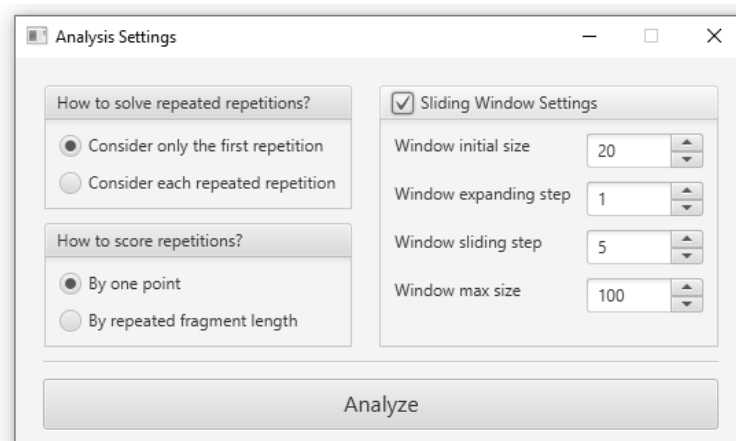 Analysis Settings
How to solve repeated repetitions?
Consider only the first repetition
Consider each repeated repetition
How to score repetitions?
By one point
By repeated fragment length
Sliding Window Settings
Window initial size 20
Window expanding step 1
Window sliding step 5
Window max size 100
Analyze